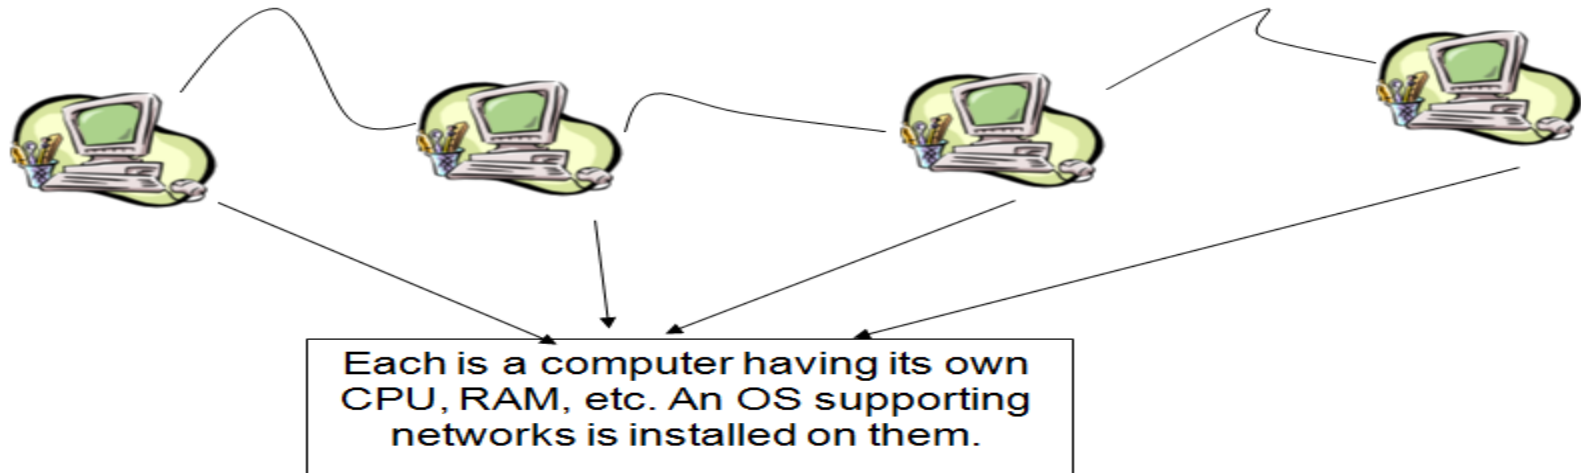 Each is a computer having its own
CPU, RAM, etc. An OS supporting
networks is installed on them.